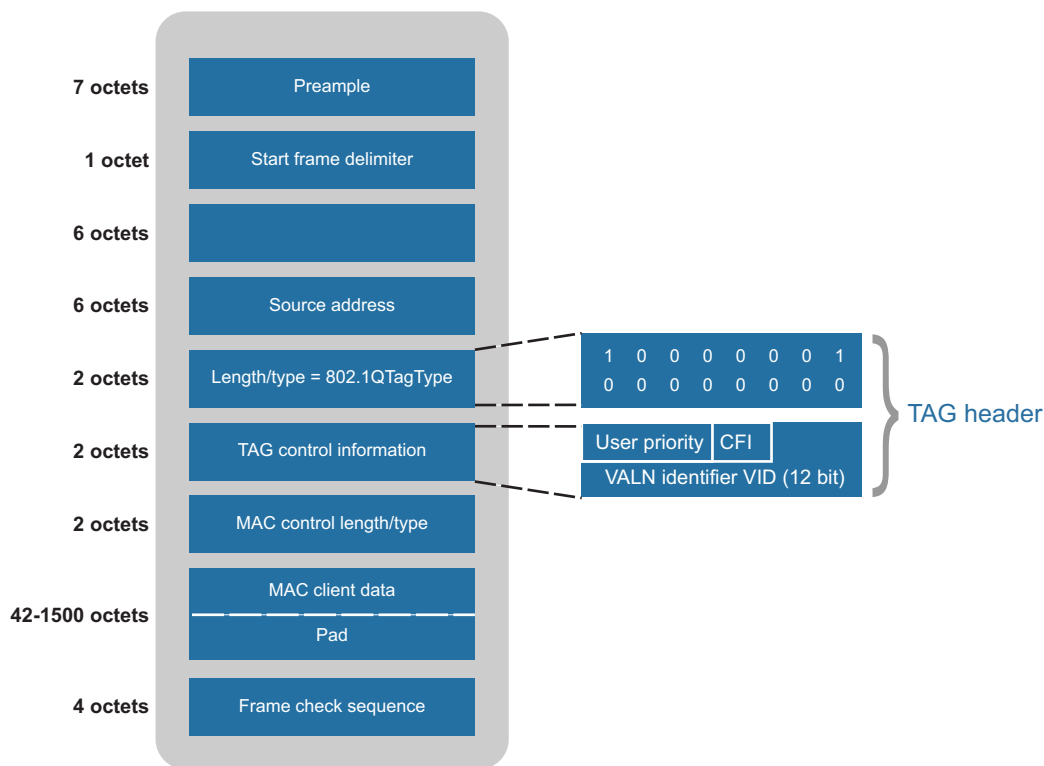 7 octets
Preample
1 octet
Start frame delimiter
6 octets
6 octets
Source address
2 octets
Length/type = 802.1QTagType
1 0 0 0 0 0 0 1
0 0 0 0 0 0 0 0
TAG header
2 octets
TAG control information
User priority
CFI
VALN identifier VID (12 bit)
2 octets
MAC control length/type
42-1500 octets
MAC client data
Pad
4 octets
Frame check sequence